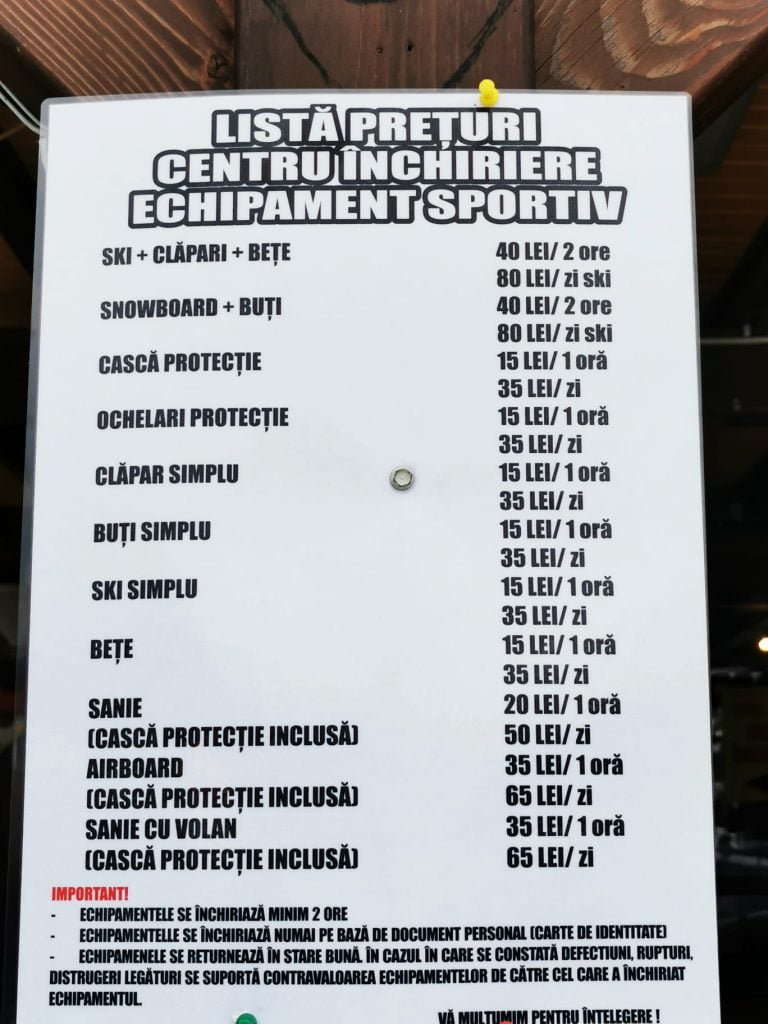 LISTĂ PREȚURI
CENTRU ÎNCHIRIERE
ECHIPAMENT SPORTIV
SKI + CLĂPARI + BEȚE 40 LEI/ 2 ore
80 LEI/ zi ski
SNOWBOARD + BUȚI 40 LEI/ 2 ore
80 LEI/ zi ski
CASCĂ PROTECȚIE 15 LEI/ 1 oră
35 LEI/ zi
OCHELARI PROTECȚIE 15 LEI/ 1 oră
35 LEI/ zi
CLĂPAR SIMPLU 15 LEI/ 1 oră
35 LEI/ zi
BUȚI SIMPLU 15 LEI/ 1 oră
35 LEI/ zi
SKI SIMPLU 15 LEI/ 1 oră
35 LEI/ zi
BEȚE 15 LEI/ 1 oră
35 LEI/ zi
SANIE 20 LEI/ 1 oră
(CASCĂ PROTECȚIE INCLUSĂ) 50 LEI/ zi
AIRBOARD 35 LEI/ 1 oră
(CASCĂ PROTECȚIE INCLUSĂ) 65 LEI/ zi
SANIE CU VOLAN 35 LEI/ 1 oră
(CASCĂ PROTECȚIE INCLUSĂ) 65 LEI/ zi
IMPORTANT!
- ECHIPAMENTELE SE ÎNCHIRIAZĂ MINIM 2 ORE
- ECHIPAMENTELLE SE ÎNCHIRIAZĂ NUMAI PE BAZĂ DE DOCUMENT PERSONAL (CARTE DE IDENTITATE)
- ECHIPAMENELE SE RETURNEAZĂ ÎN STARE BUNĂ. ÎN CAZUL ÎN CARE SE CONSTATĂ DEFECTIUNI, RUPTURI,
DISTRUGERI LEGĂTURI SE SUPORTĂ CONTRAVALOAREA ECHIPAMENTELOR DE CĂTRE CEL CARE A ÎNCHIRIAT
ECHIPAMENTUL.
VĂ MULTUMIM PENTRU ÎNTELEGERE !